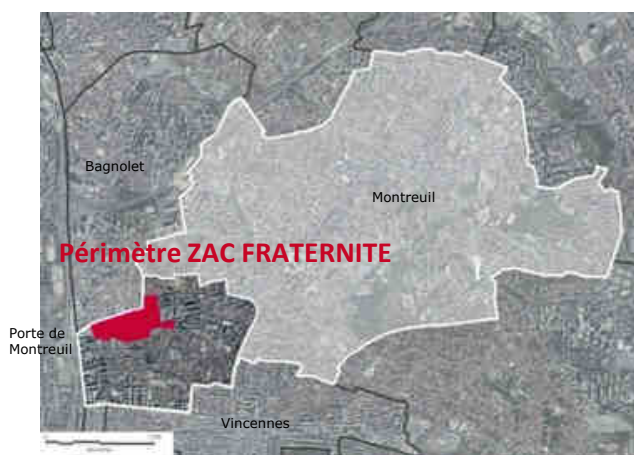 Bagnolet
Montreuil
Périmètre ZAC FRATERNITE
Porte de
Montreuil
Vincennes